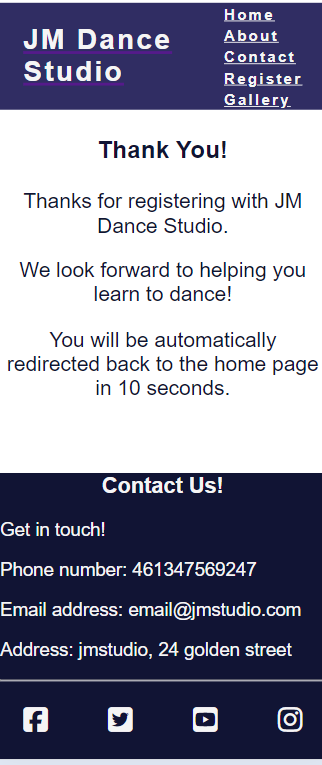 JM Dance
Studio
Home
About
Contact
Register
Gallery
Thank You!
Thanks for registering with JM
Dance Studio.
We look forward to helping you
learn to dance!
You will be automatically
redirected back to the home page
in 10 seconds.
Contact Us!
Get in touch!
Phone number: 461347569247
Email address: email@jmstudio.com
Address: jmstudio, 24 golden street